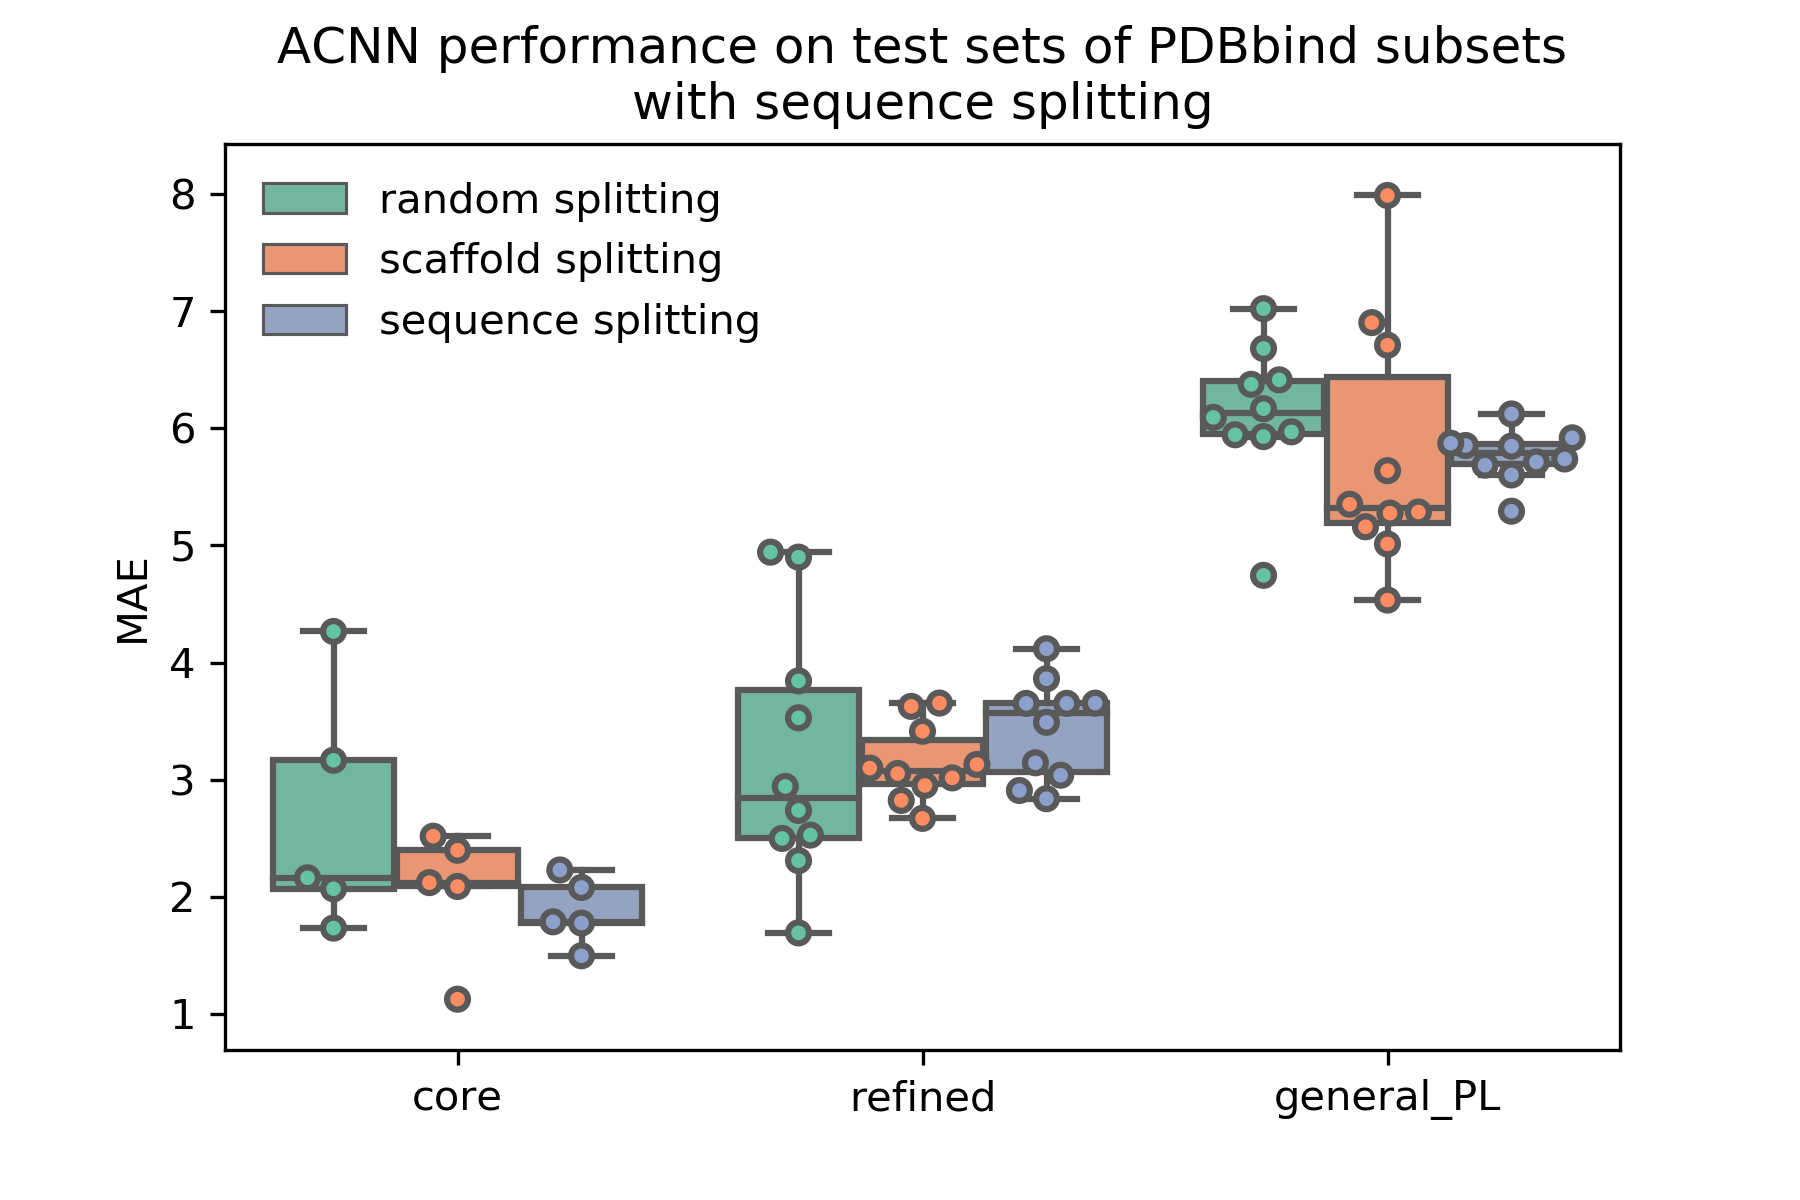 ACNN performance on test sets of PDBbind subsets
with sequence splitting
random splitting
scaffold splitting
sequence splitting
8
7
6
5
4
3
2
1
MAE
core
refined
general_PL